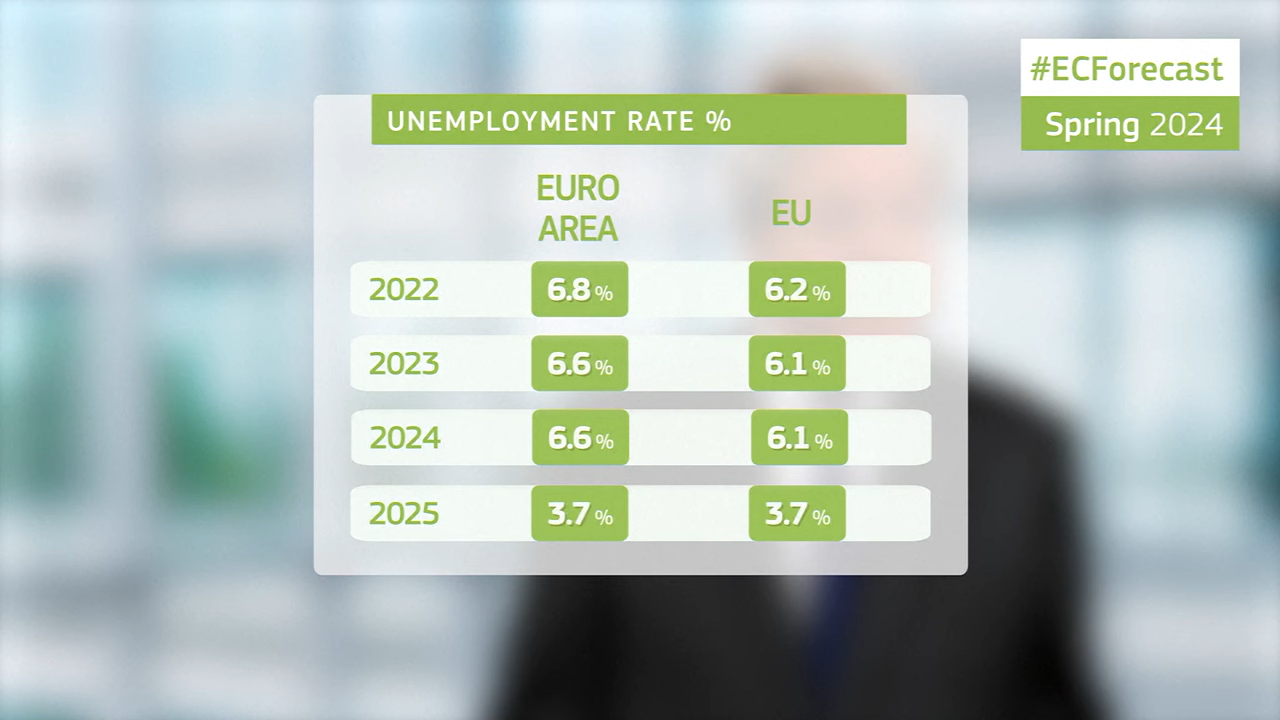 #ECForecast
Spring 2024
UNEMPLOYMENT RATE %
EURO
AREA
EU
2022 6.8 % 6.2 %
2023 6.6 % 6.1 %
2024 6.6 % 6.1 %
2025 3.7 % 3.7 %